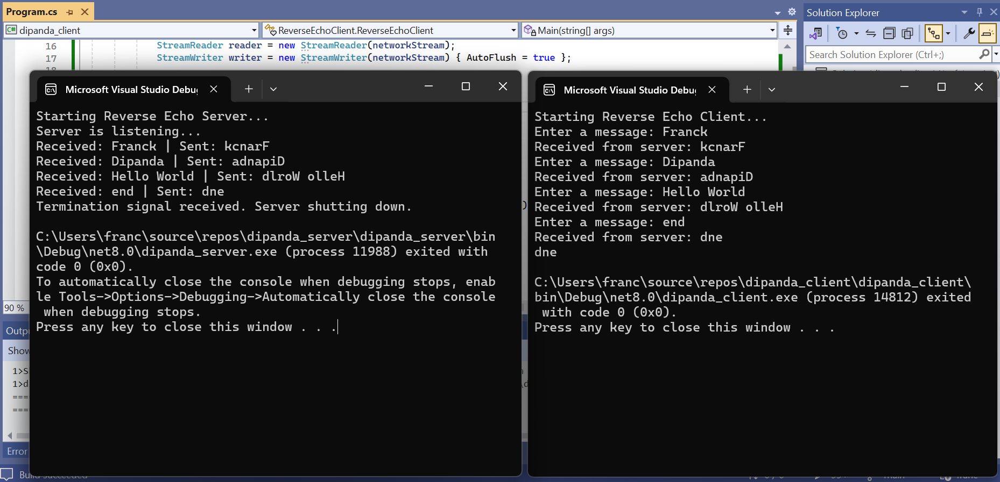 Program.cs
Solution Explorer
dipanda_client
ReverseEchoClient.ReverseEchoClient
Main(string[] args)
Search Solution Explorer (Ctrl+;)
16 StreamReader reader = new StreamReader(networkStream);
17 StreamWriter writer = new StreamWriter(networkStream) { AutoFlush = true };
18
Microsoft Visual Studio Debu
Starting Reverse Echo Server...
Server is listening...
Received: Franck | Sent: kcnarF
Received: Dipanda | Sent: adnapiD
Received: Hello World | Sent: dlroW olleH
Received: end | Sent: dne
Termination signal received. Server shutting down.
C:\Users\franc\source\repos\dipanda_server\dipanda_server\bin
\Debug\net8.0\dipanda_server.exe (process 11988) exited with
code 0 (0x0).
To automatically close the console when debugging stops, enab
le Tools->Options->Debugging->Automatically close the console
when debugging stops.
Press any key to close this window . . .
Microsoft Visual Studio Debu
Starting Reverse Echo Client...
Enter a message: Franck
Received from server: kcnarF
Enter a message: Dipanda
Received from server: adnapiD
Enter a message: Hello World
Received from server: dlroW olleH
Enter a message: end
Received from server: dne
dne
C:\Users\franc\source\repos\dipanda_client\dipanda_client\
bin\Debug\net8.0\dipanda_client.exe (process 14812) exited
with code 0 (0x0).
Press any key to close this window . . .
90 %
Outp
Show
1>S
1>d
====
====
Error
Build succeeded